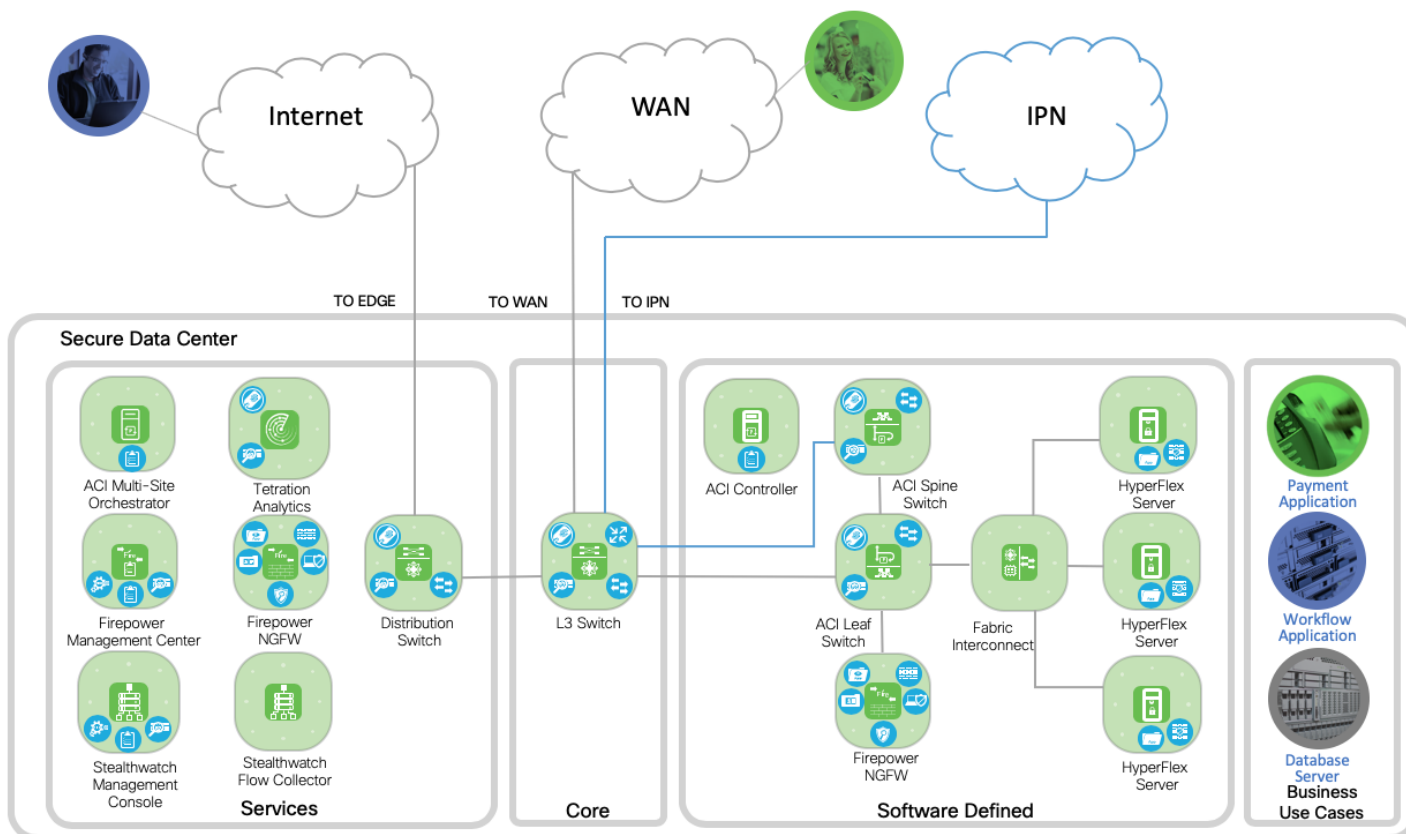 Internet
WAN
IPN
TO EDGE
TO WAN
TO IPN
Secure Data Center
ACI Multi-Site
Orchestrator
Tetration
Analytics
Firepower
Management Center
Firepower
NGFW
Distribution
Switch
Stealthwatch
Management
Console
Stealthwatch
Flow Collector
Services
L3 Switch
Core
ACI Controller
ACI Spine
Switch
ACI Leaf
Switch
Fabric
Interconnect
Firepower
NGFW
HyperFlex
Server
HyperFlex
Server
HyperFlex
Server
Software Defined
Payment
Application
Workflow
Application
Database
Server
Business
Use Cases